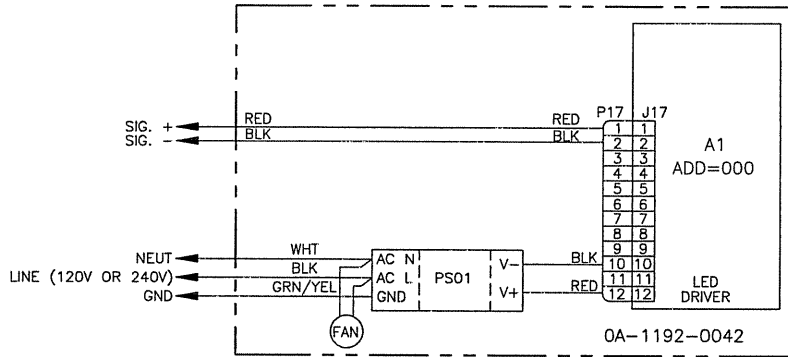 P17 J17
SIG. + RED RED 1 1
SIG. - BLK BLK 2 2
3 3
4 4
5 5
6 6
7 7
8 8
9 9
10 10
11 11
12 12
A1
ADD=000
LED
DRIVER
NEUT WHT AC N
LINE (120V OR 240V) BLK AC L
GND GRN/YEL GND
PS01
V- BLK
V+ RED
FAN
0A-1192-0042